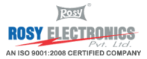 Rosy
ROSY ELECTRONICS
Pvt. Ltd.
AN ISO 9001:2008 CERTIFIED COMPANY